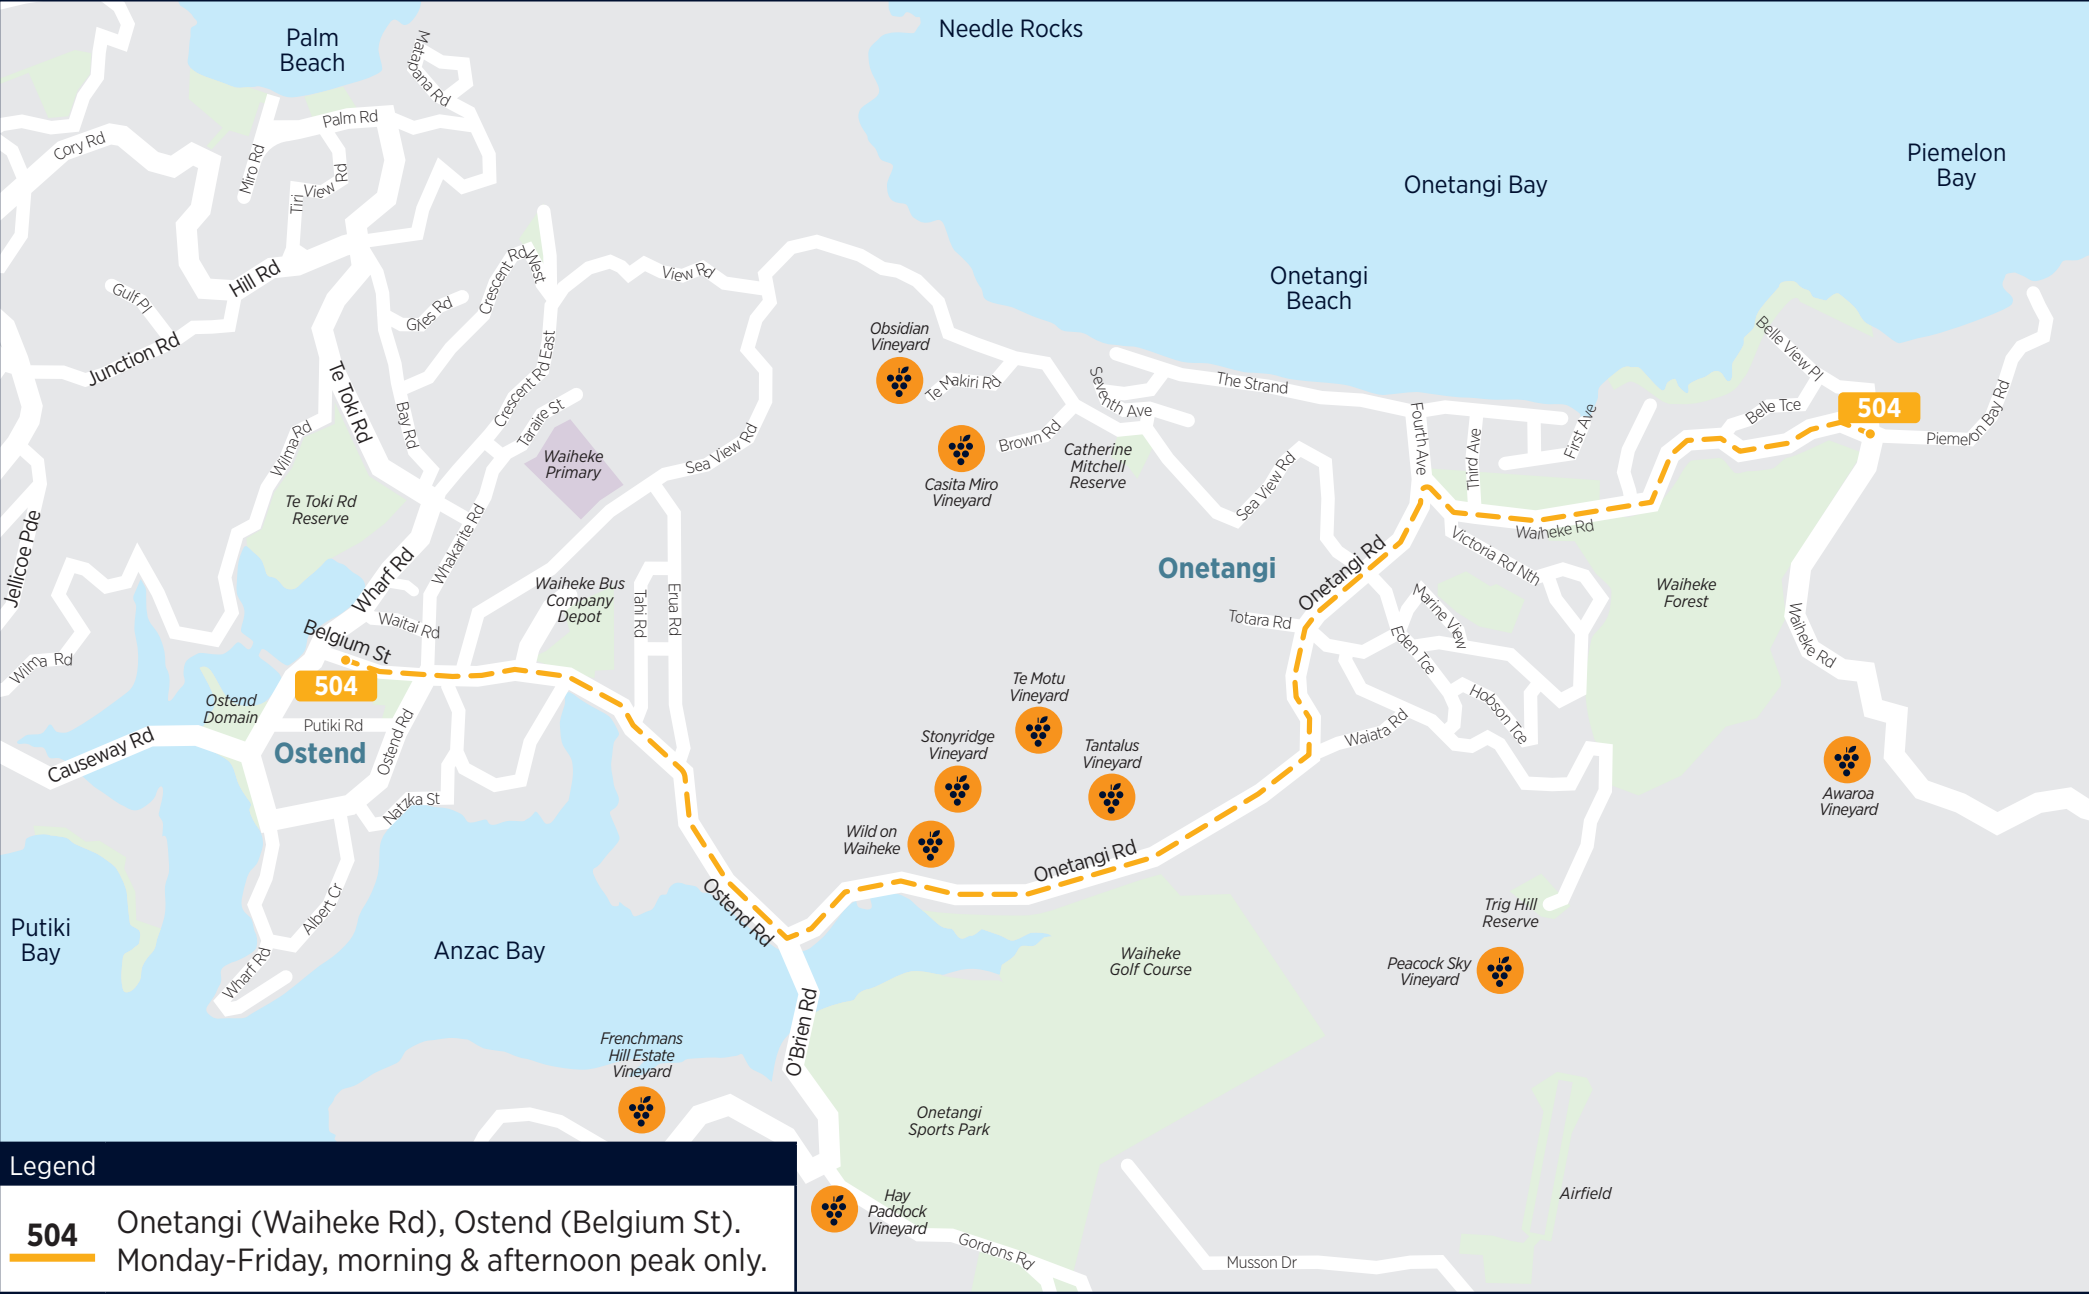 Needle Rocks
Palm
Beach
Matapana Rd
Palm Rd
Cory Rd
Miro Rd
Tiri
View
Rd
Piemelon
Bay
Onetangi Bay
Onetangi
Beach
Hill Rd
Gulf Pl
Junction Rd
Gles Rd
Crescent Rd
West
View Rd
Crescent Rd East
Taraire St
Te Toki Rd
Bay Rd
Wilma Rd
Obsidian
Vineyard
Te Makiri Rd
Brown Rd
Casita Miro
Vineyard
Catherine
Mitchell
Reserve
Seventh Ave
The Strand
Fourth Ave
Third Ave
First Ave
Belle View Pl
Belle Tce
504
Piemelon Bay Rd
Waiheke
Primary
Sea View Rd
Sea View Rd
Te Toki Rd
Reserve
Jellicoe Pde
Whakarite Rd
Wharf Rd
Waiheke Rd
Victoria Rd Nth
Onetangi
Onetangi Rd
Waiheke
Forest
Waiheke Bus
Company
Depot
Tahi Rd
Erua Rd
Waitai Rd
Belgium St
504
Totara Rd
Marine View
Eden Tce
Hobson Tce
Waiata Rd
Waiheke Rd
Wilma Rd
Ostend
Domain
Putiki Rd
Ostend
Ostend Rd
Causeway Rd
Natzka St
Te Motu
Vineyard
Stonyridge
Vineyard
Tantalus
Vineyard
Wild on
Waiheke
Onetangi Rd
Awaroa
Vineyard
Albert Cr
Wharf Rd
Putiki
Bay
Anzac Bay
Ostend Rd
O'Brien Rd
Waiheke
Golf Course
Trig Hill
Reserve
Peacock Sky
Vineyard
Frenchmans
Hill Estate
Vineyard
Onetangi
Sports Park
Airfield
Hay
Paddock
Vineyard
Gordons Rd
Musson Dr
Legend
504
Onetangi (Waiheke Rd), Ostend (Belgium St).
Monday-Friday, morning & afternoon peak only.